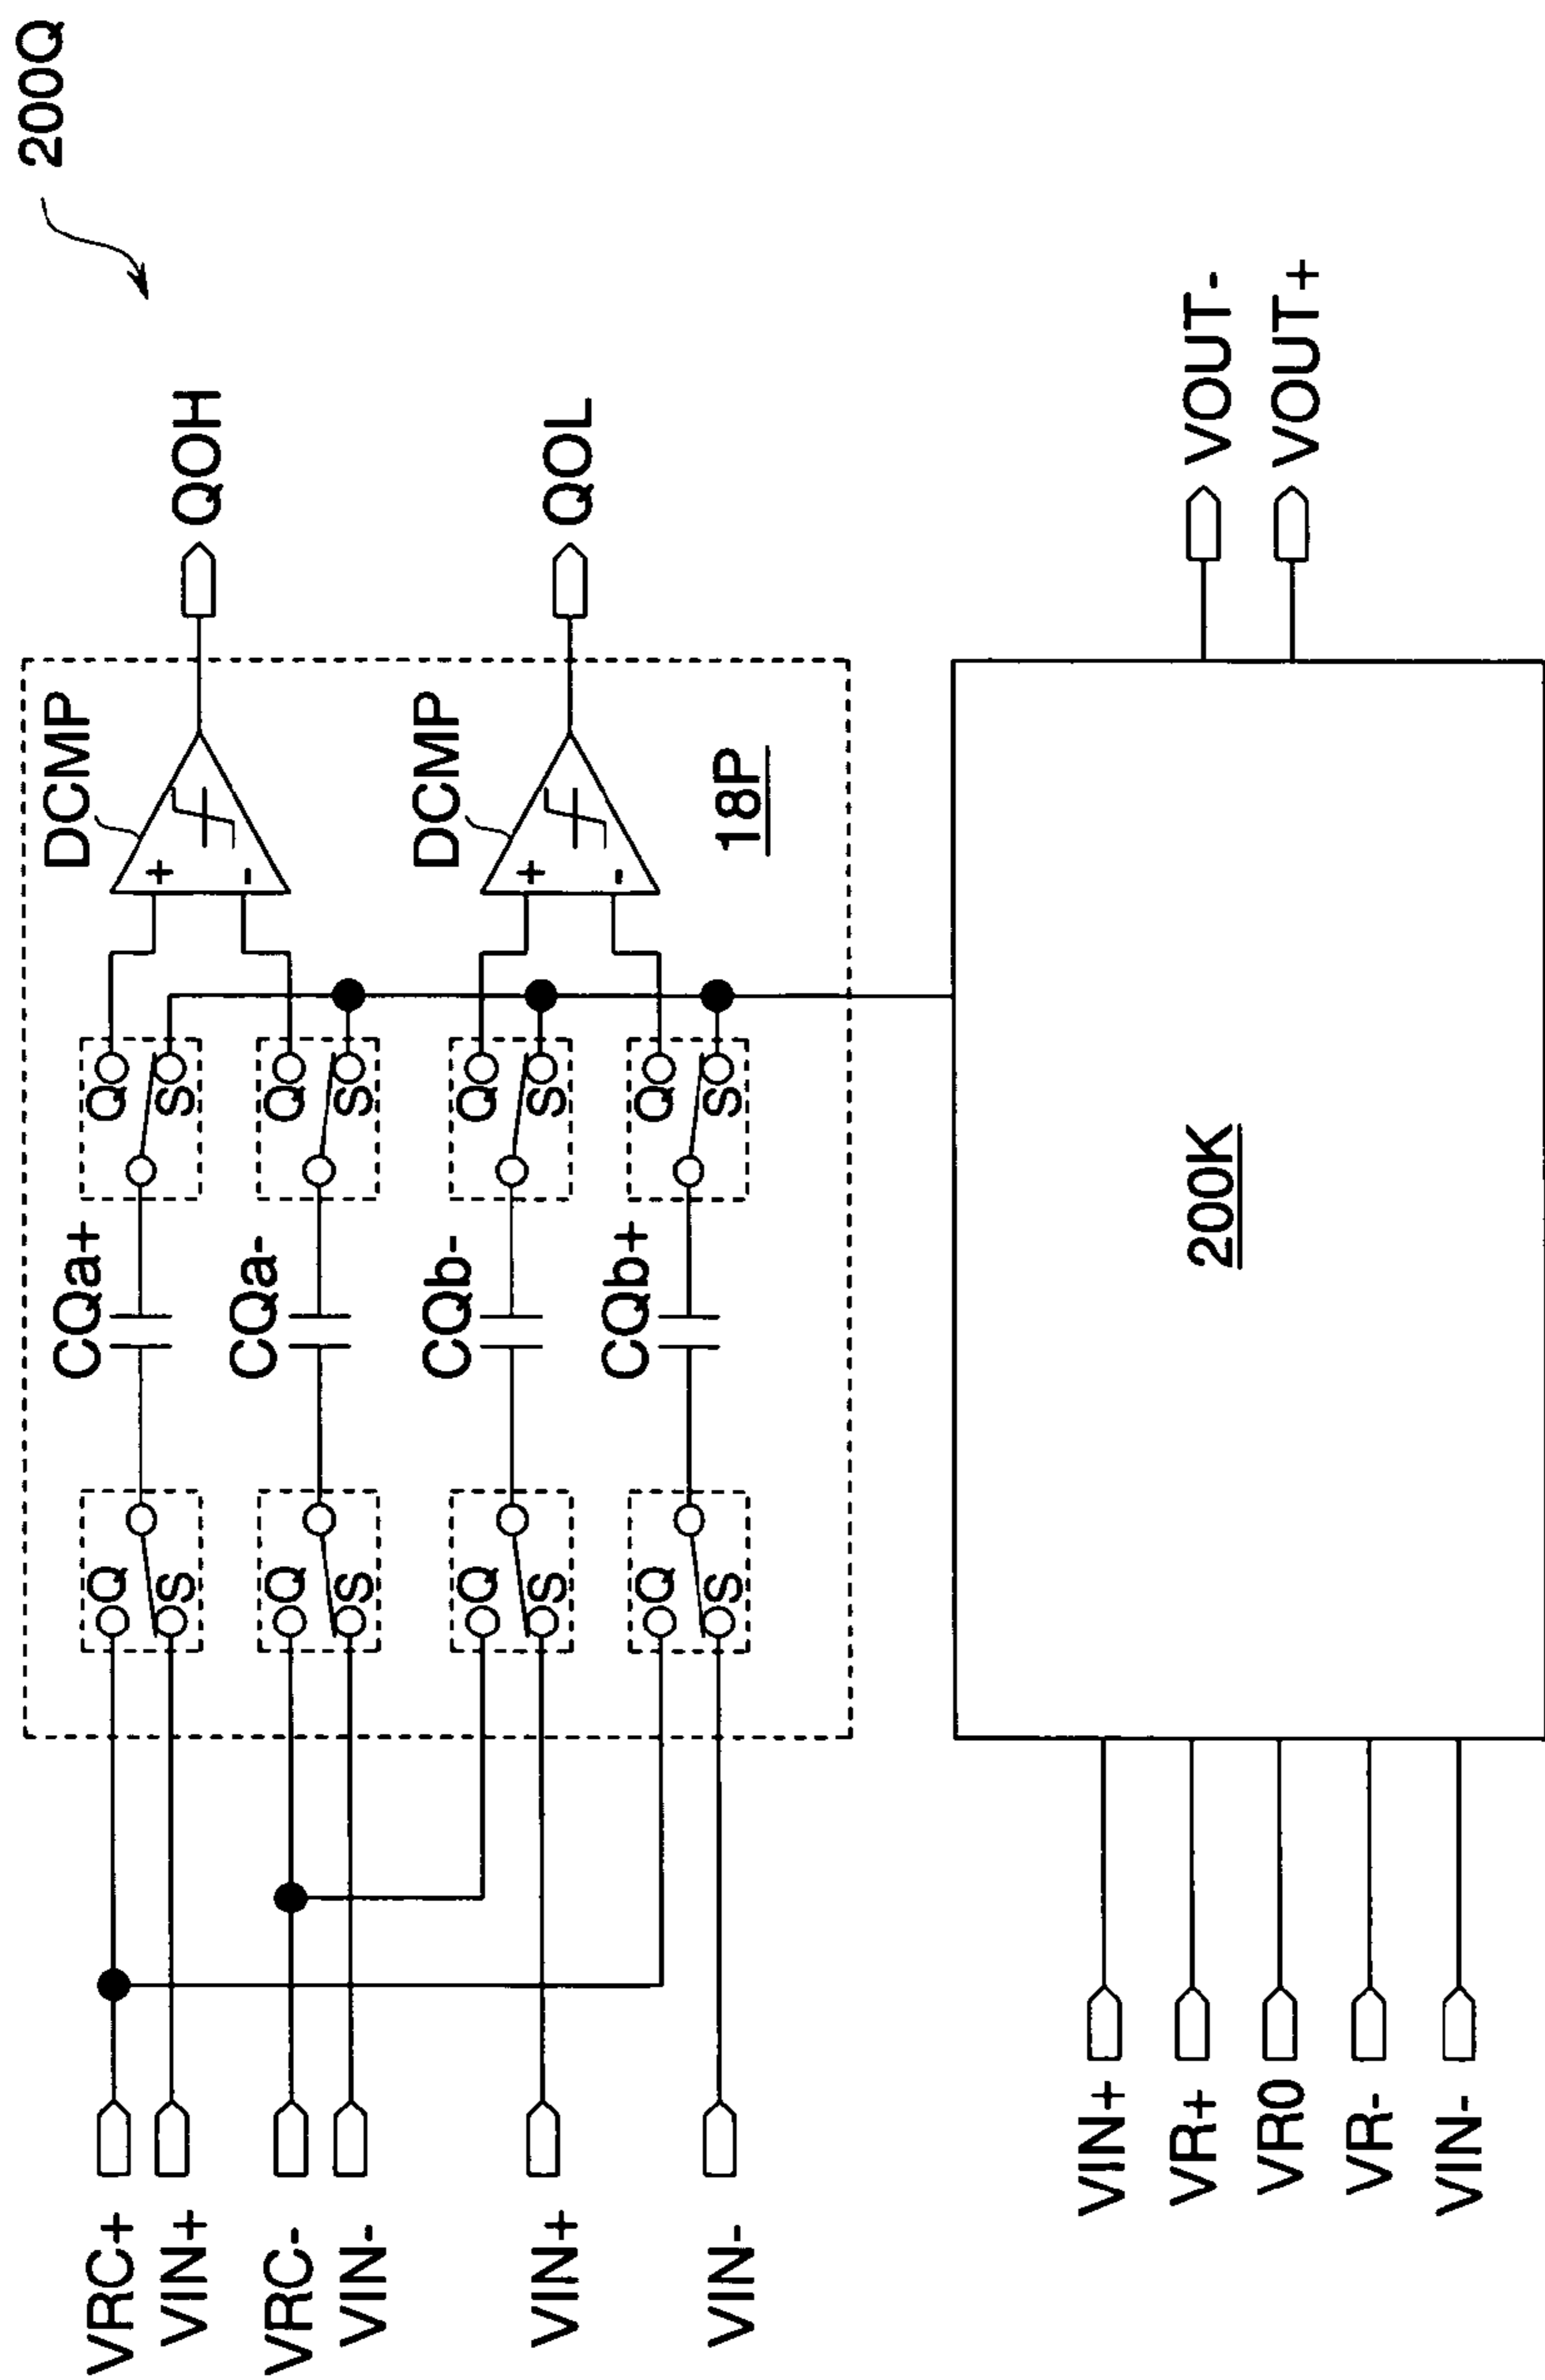 200Q
VRC+
VIN+
VRC-
VIN-
VIN+
VIN-
Q
S
Q
S
Q
S
Q
S
CQa+
CQa-
CQb-
CQb+
Q
S
Q
S
Q
S
Q
S
DCMP
+
-
DCMP
+
-
18P
QOH
QOL
VIN+
VR+
VR0
VR-
VIN-
200K
VOUT-
VOUT+